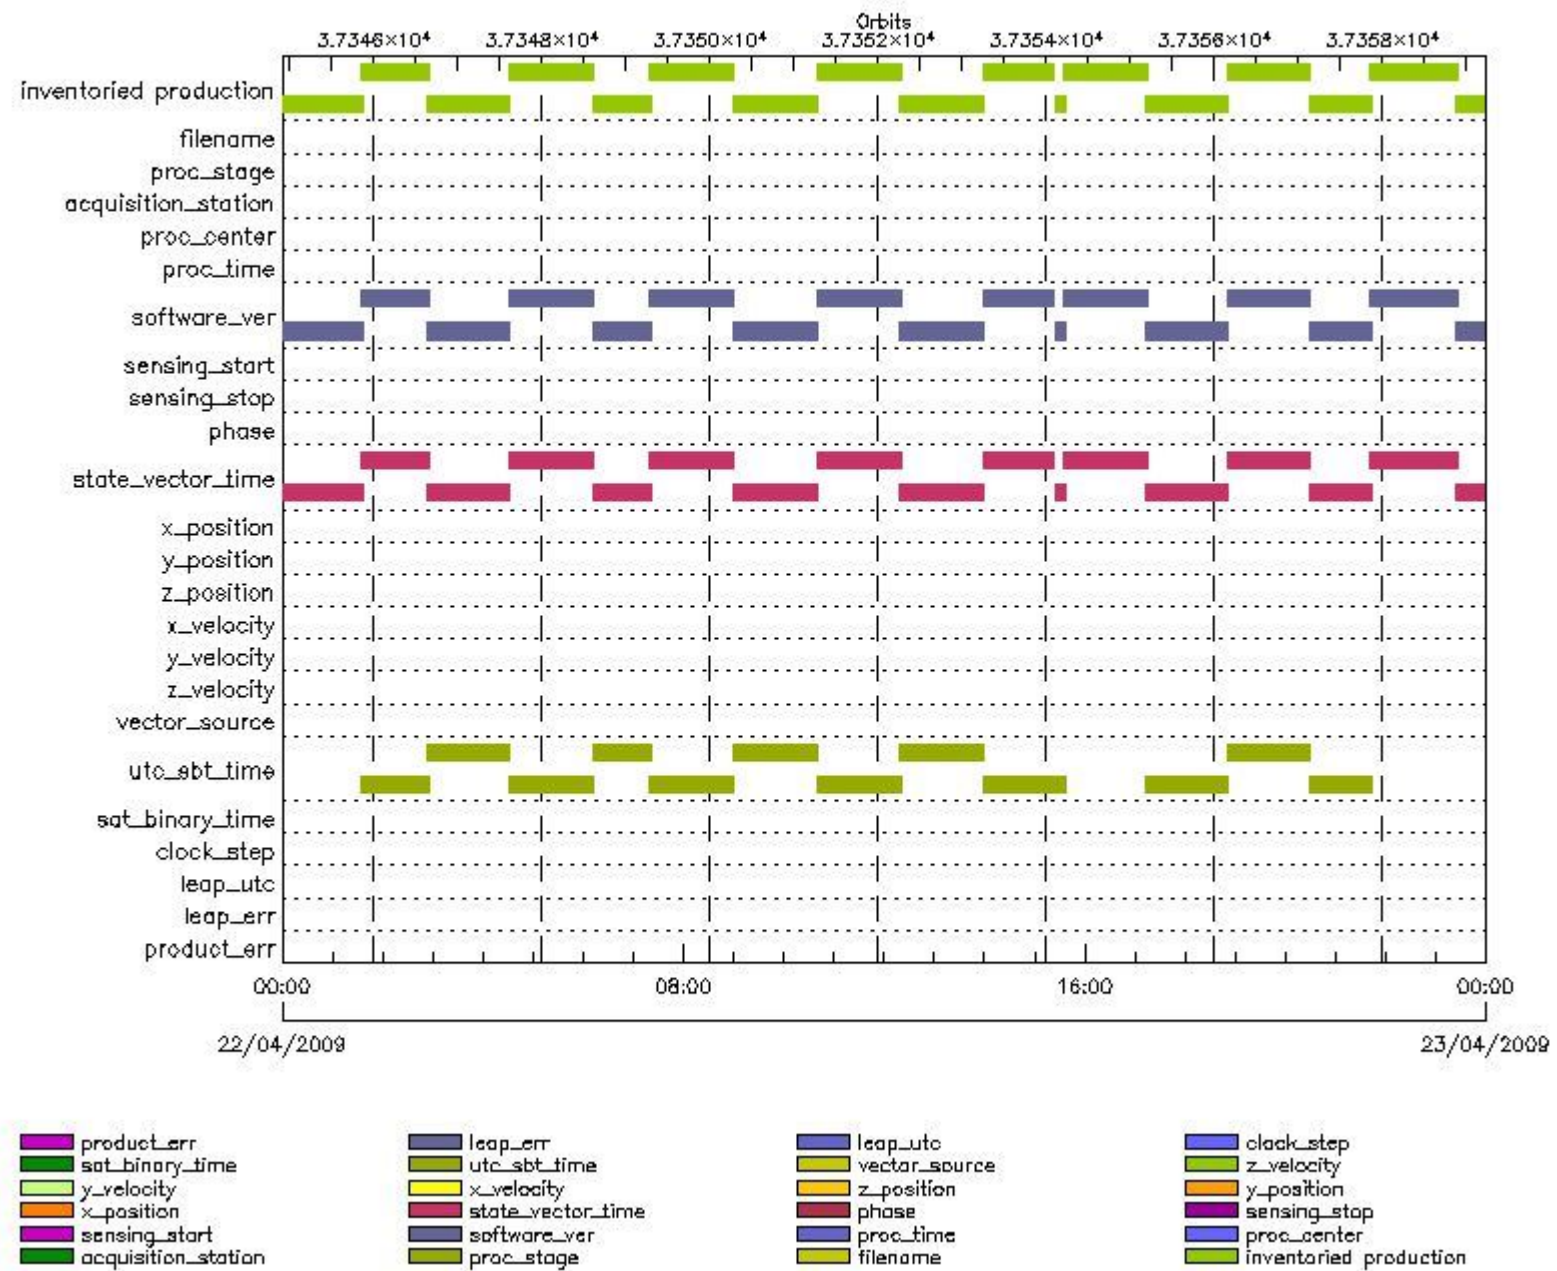 Orbits
3.7346×10⁴ 3.7348×10⁴ 3.7350×10⁴ 3.7352×10⁴ 3.7354×10⁴ 3.7356×10⁴ 3.7358×10⁴
inventoried production
filename
proc_stage
acquisition_station
proc_center
proc_time
software_ver
sensing_start
sensing_stop
phase
state_vector_time
x_position
y_position
z_position
x_velocity
y_velocity
z_velocity
vector_source
utc_sbt_time
sat_binary_time
clock_step
leap_utc
leap_err
product_err
00:00 08:00 16:00 00:00
22/04/2009 23/04/2009
product_err leap_err leap_utc clock_step
sat_binary_time utc_sbt_time vector_source z_velocity
y_velocity x_velocity z_position y_position
x_position state_vector_time phase sensing_stop
sensing_start software_ver proc_time proc_center
acquisition_station proc_stage filename inventoried production